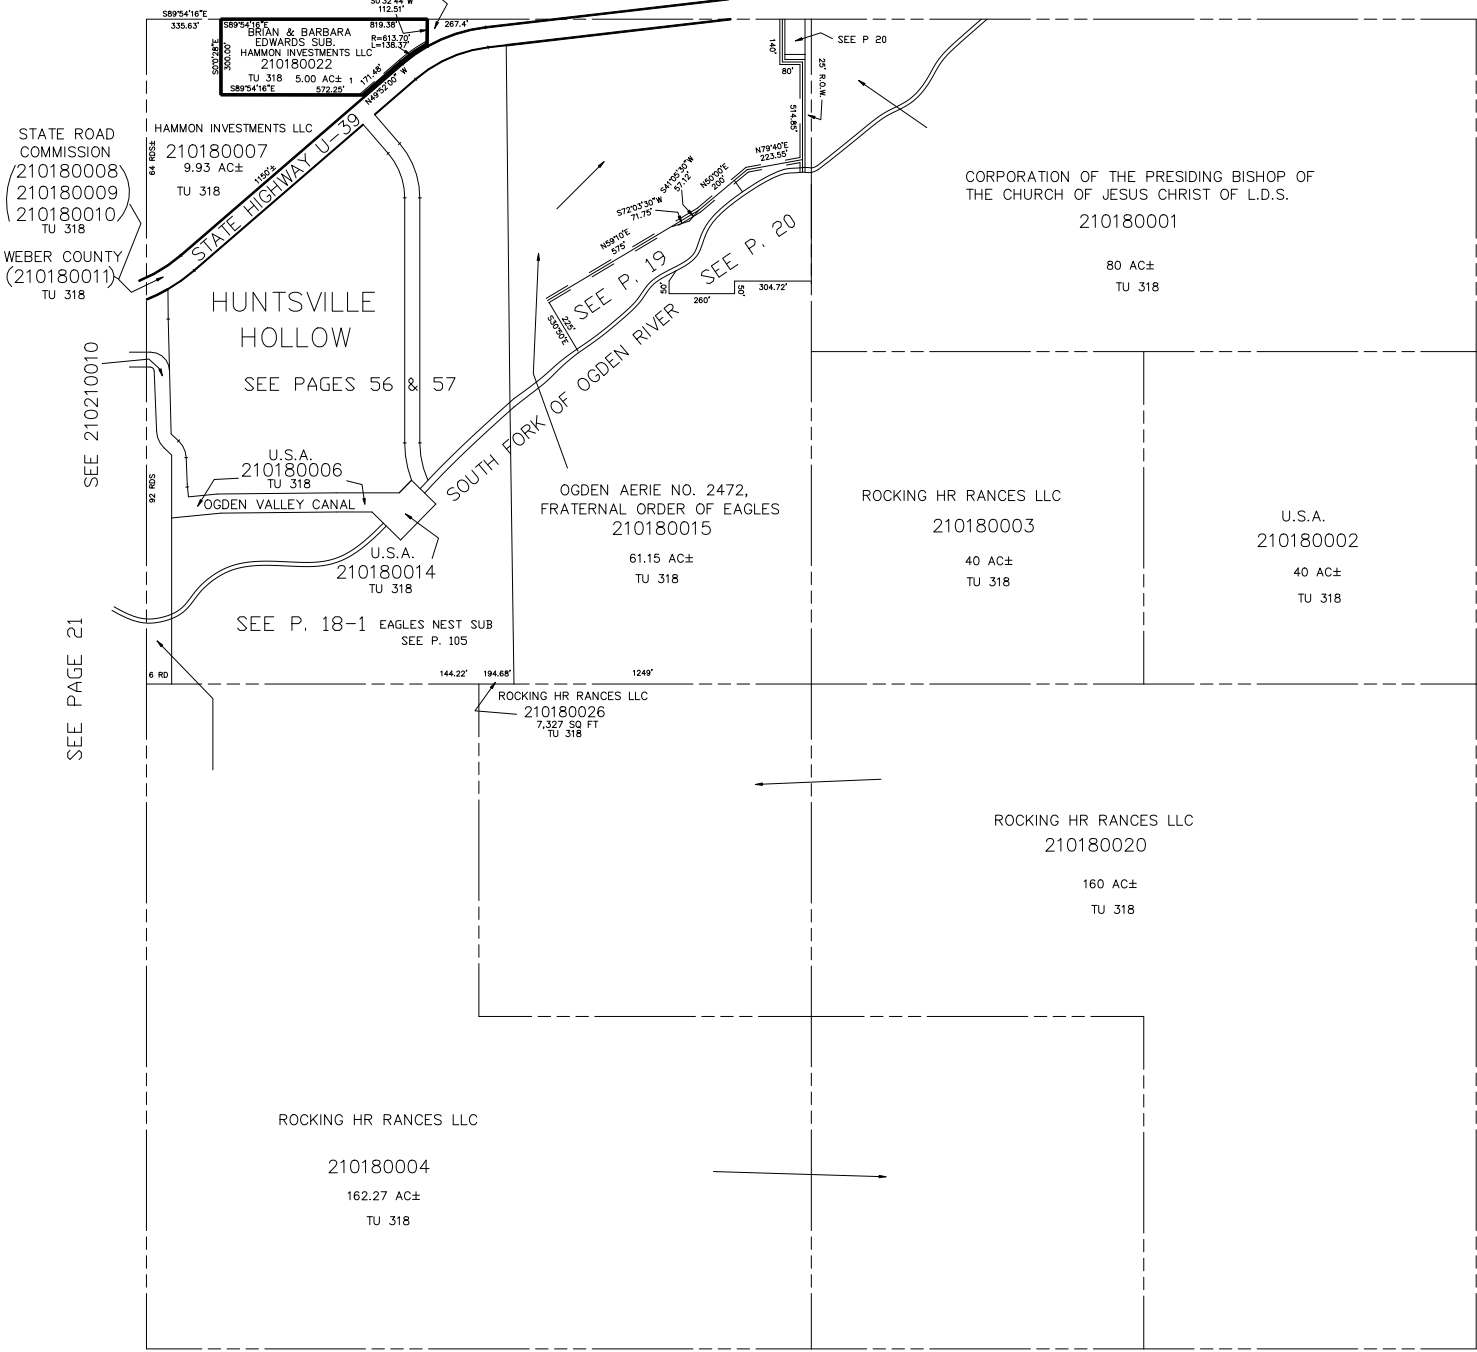 S0°32'44"W
112.51'
S89°54'16"E
335.63'
S89°54'16"E
819.38'
267.4'
BRIAN & BARBARA
EDWARDS SUB.
HAMMON INVESTMENTS LLC
210180022
TU 318 5.00 AC± 1
S89°54'16"E
572.25'
S0°0'28"E
300.00'
R=613.70'
L=138.37'
171.48'
N49°52'00" W
SEE P 20
140'
80'
25' R.O.W.
514.85'
STATE ROAD
COMMISSION
(210180008
210180009
210180010)
TU 318
WEBER COUNTY
(210180011)
TU 318
HAMMON INVESTMENTS LLC
210180007
9.93 AC±
TU 318
64 RDS±
1150'±
STATE HIGHWAY U-39
N79°40'E
223.55'
N50°00'E
200'
S41°05'30"W
57.12'
S72°03'30"W
71.75'
N59°10'E
575'
SEE P. 19
SEE P. 20
225'
S30°50'E
50'
260'
50'
304.72'
CORPORATION OF THE PRESIDING BISHOP OF
THE CHURCH OF JESUS CHRIST OF L.D.S.
210180001
80 AC±
TU 318
HUNTSVILLE
HOLLOW
SEE PAGES 56 & 57
SEE 210210010
SOUTH FORK OF OGDEN RIVER
U.S.A.
210180006
TU 318
OGDEN VALLEY CANAL
92 RDS
U.S.A.
210180014
TU 318
OGDEN AERIE NO. 2472,
FRATERNAL ORDER OF EAGLES
210180015
61.15 AC±
TU 318
ROCKING HR RANCES LLC
210180003
40 AC±
TU 318
U.S.A.
210180002
40 AC±
TU 318
SEE P. 18-1
EAGLES NEST SUB
SEE P. 105
SEE PAGE 21
6 RD
144.22'
194.68'
1249'
ROCKING HR RANCES LLC
210180026
7,327 SQ FT
TU 318
ROCKING HR RANCES LLC
210180020
160 AC±
TU 318
ROCKING HR RANCES LLC
210180004
162.27 AC±
TU 318